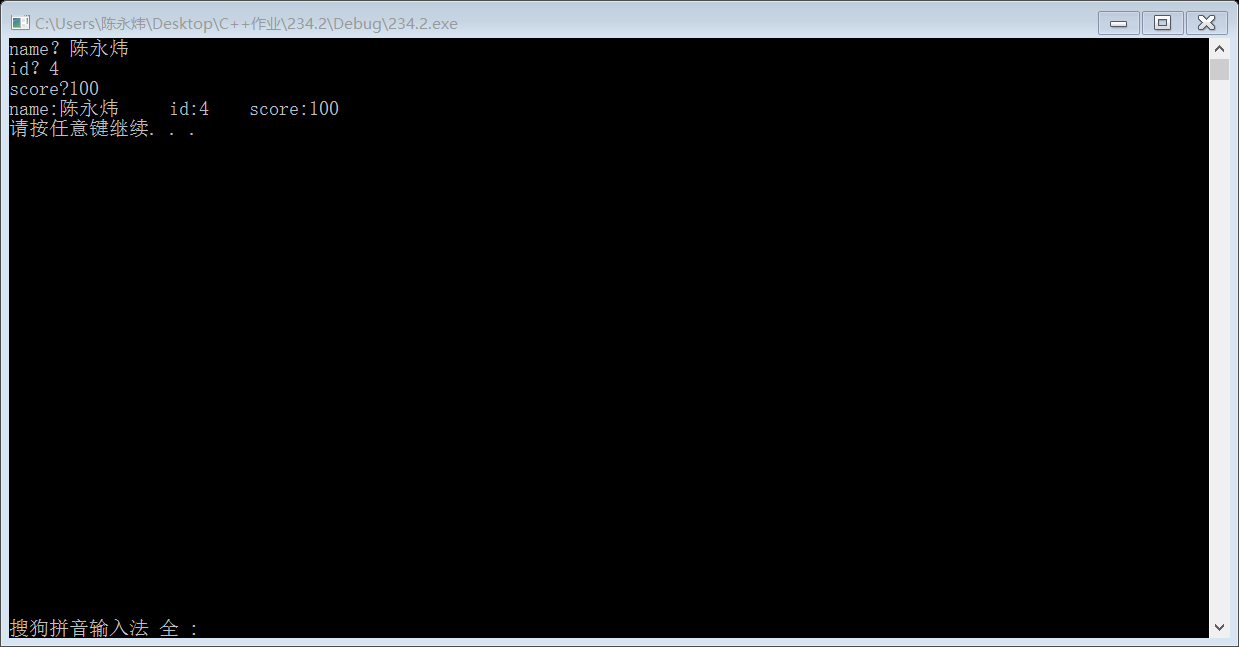 C:\Users\陈永炜\Desktop\C++作业\234.2\Debug\234.2.exe
name？陈永炜
id？4
score?100
name:陈永炜     id:4    score:100
请按任意键继续. . .
搜狗拼音输入法 全 :